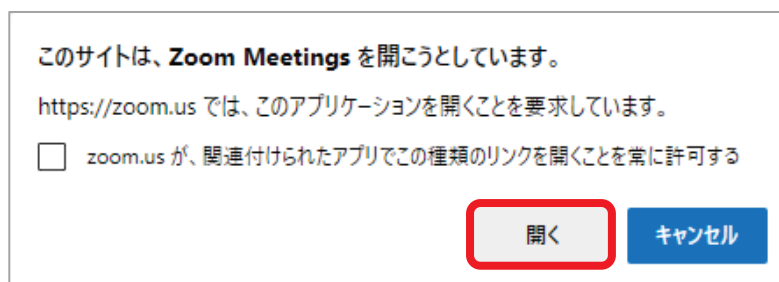 このサイトは、Zoom Meetings を開こうとしています。
https://zoom.us では、このアプリケーションを開くことを要求しています。
zoom.us が、関連付けられたアプリでこの種類のリンクを開くことを常に許可する
開く キャンセル